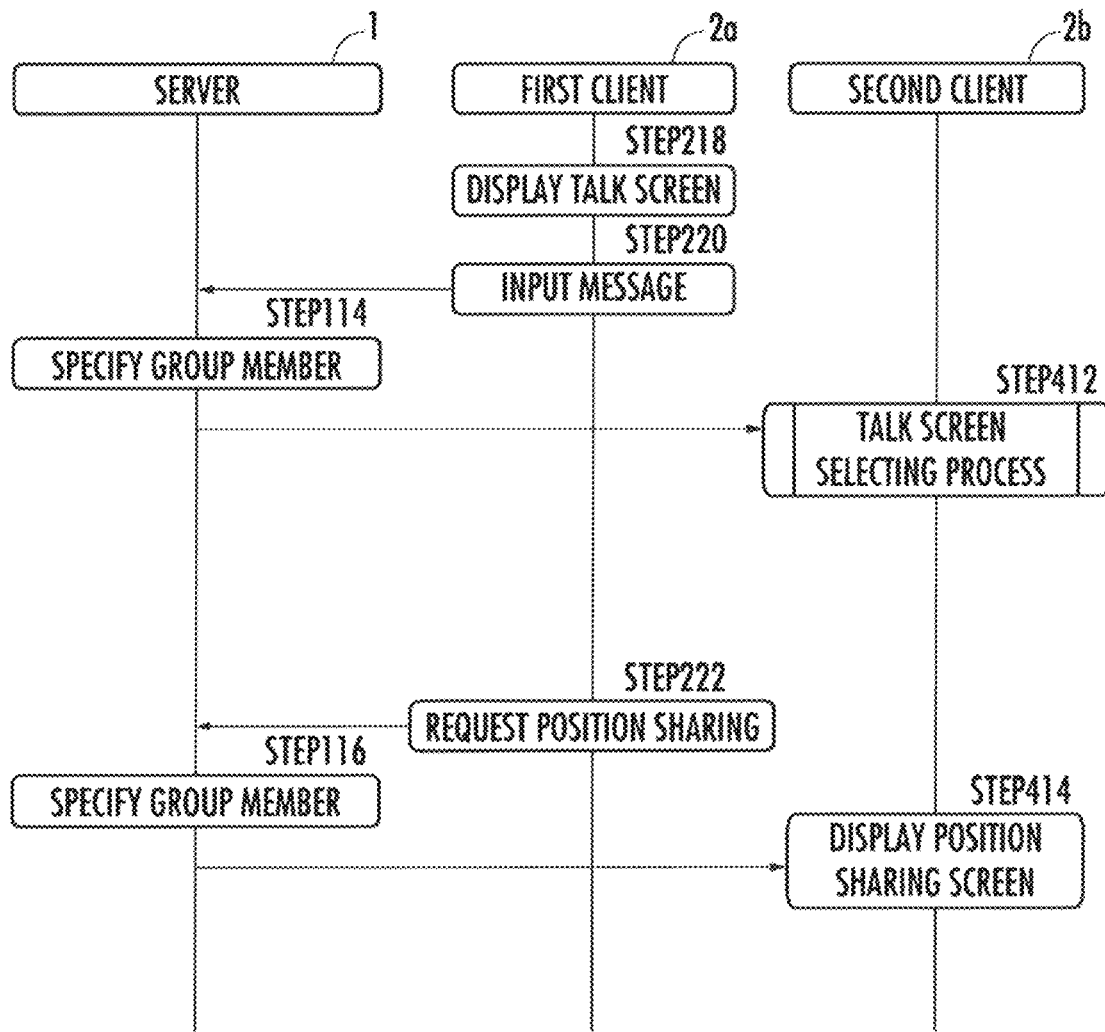 1
2a
2b
SERVER
FIRST CLIENT
SECOND CLIENT
STEP218
DISPLAY TALK SCREEN
STEP220
INPUT MESSAGE
STEP114
SPECIFY GROUP MEMBER
STEP412
TALK SCREEN
SELECTING PROCESS
STEP222
REQUEST POSITION SHARING
STEP116
SPECIFY GROUP MEMBER
STEP414
DISPLAY POSITION
SHARING SCREEN